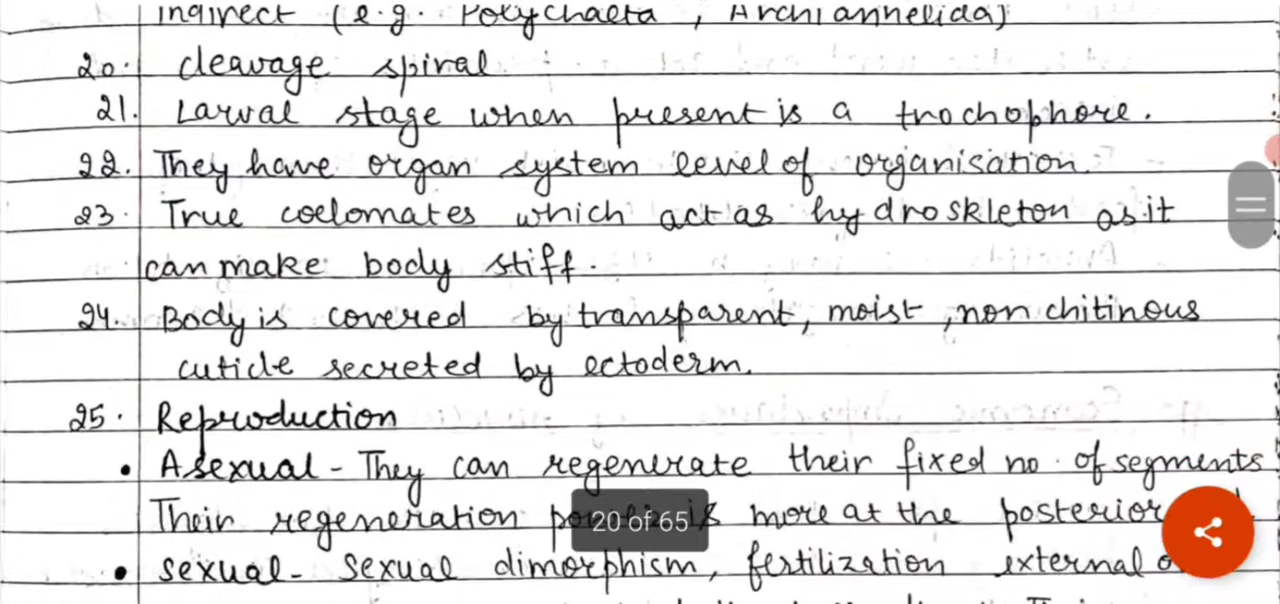 indirect (e.g. Polychaeta, Archiannelida)
20. cleavage spiral
21. Larval stage when present is a trochophore.
22. They have organ system level of organisation.
23. True coelomates which act as hydroskleton as it
can make body stiff.
24. Body is covered by transparent, moist, non chitinous
cuticle secreted by ectoderm.
25. Reproduction
• Asexual - They can regenerate their fixed no. of segments
Their regeneration is more at the posterior
20 of 65
• sexual - sexual dimorphism, fertilization external